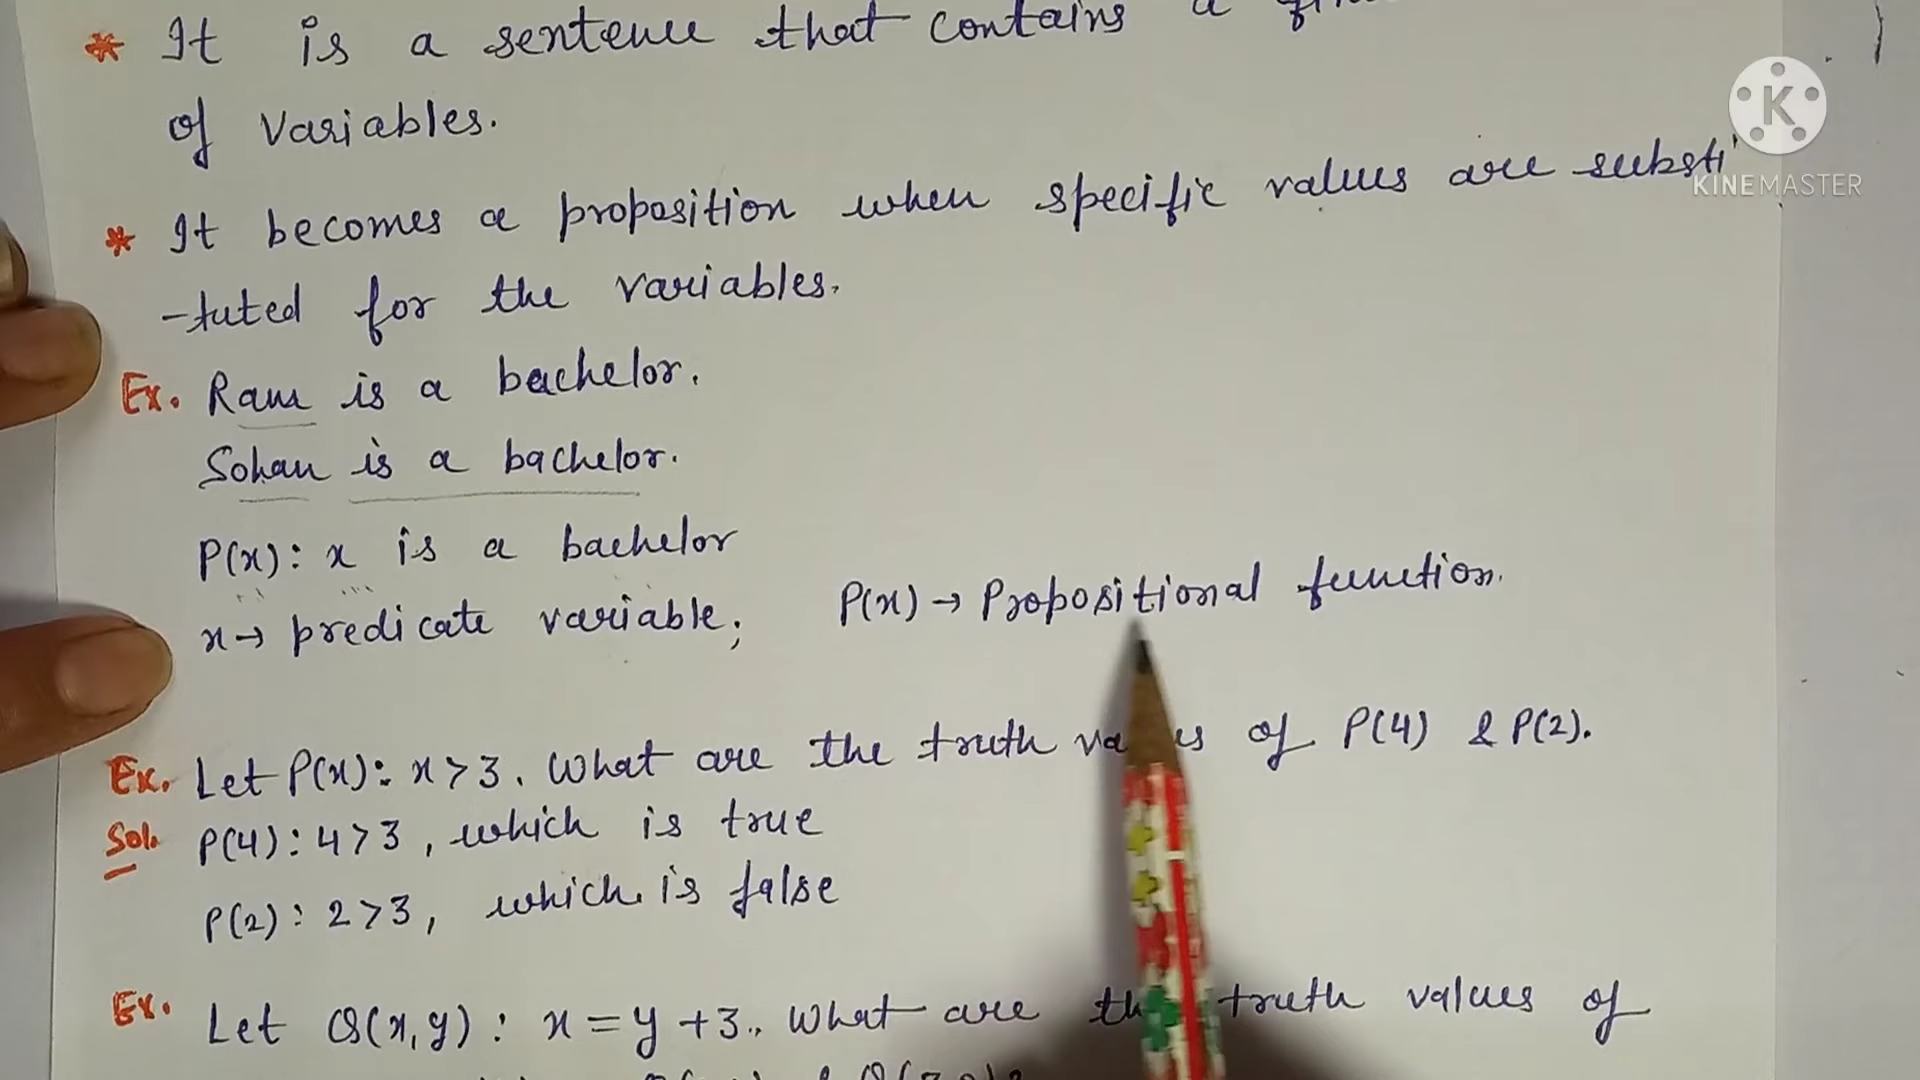 * It is a sentence that contains a
of variables.
* It becomes a proposition when specific values are substi
-tuted for the variables.
Ex. Ram is a bachelor.
Sohan is a bachelor.
P(x): x is a bachelor
x → predicate variable; P(x) → Propositional function.
Ex. Let P(x): x > 3. What are the truth values of P(4) & P(2).
Sol. P(4): 4 > 3, which is true
P(2): 2 > 3, which is false
Ex. Let Q(x,y): x = y + 3. What are the truth values of
K
KINEMASTER